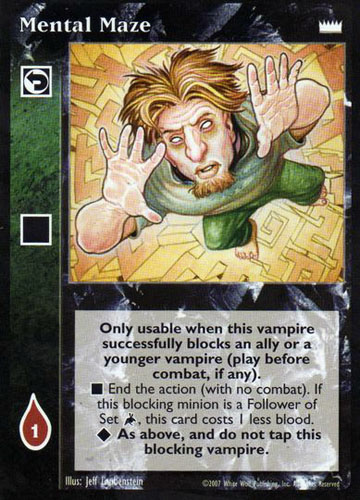 Mental Maze
Only usable when this vampire
successfully blocks an ally or a
younger vampire (play before
combat, if any).
End the action (with no combat). If
this blocking minion is a Follower of
Set, this card costs 1 less blood.
As above, and do not tap this
blocking vampire.
1
Illus: Jeff Laubenstein
©2007 White Wolf Publishing, Inc. All Rights Reserved